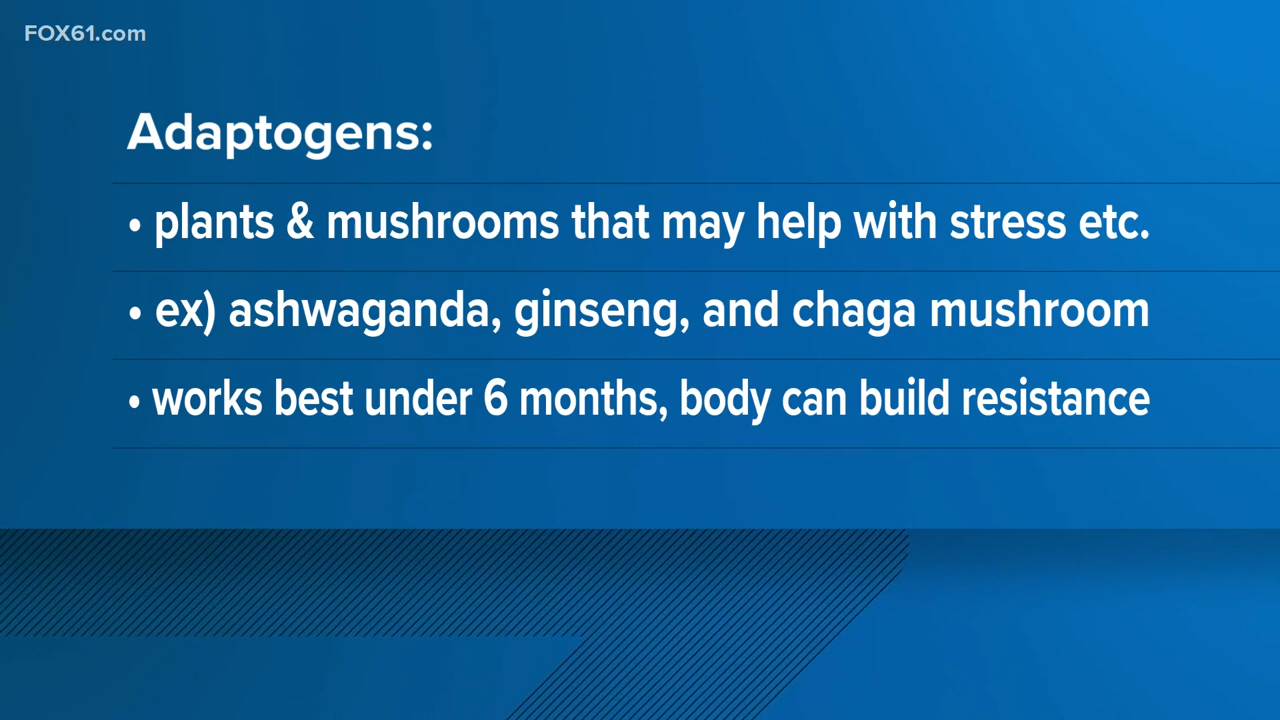 FOX61.com
Adaptogens:
• plants & mushrooms that may help with stress etc.
• ex) ashwaganda, ginseng, and chaga mushroom
• works best under 6 months, body can build resistance